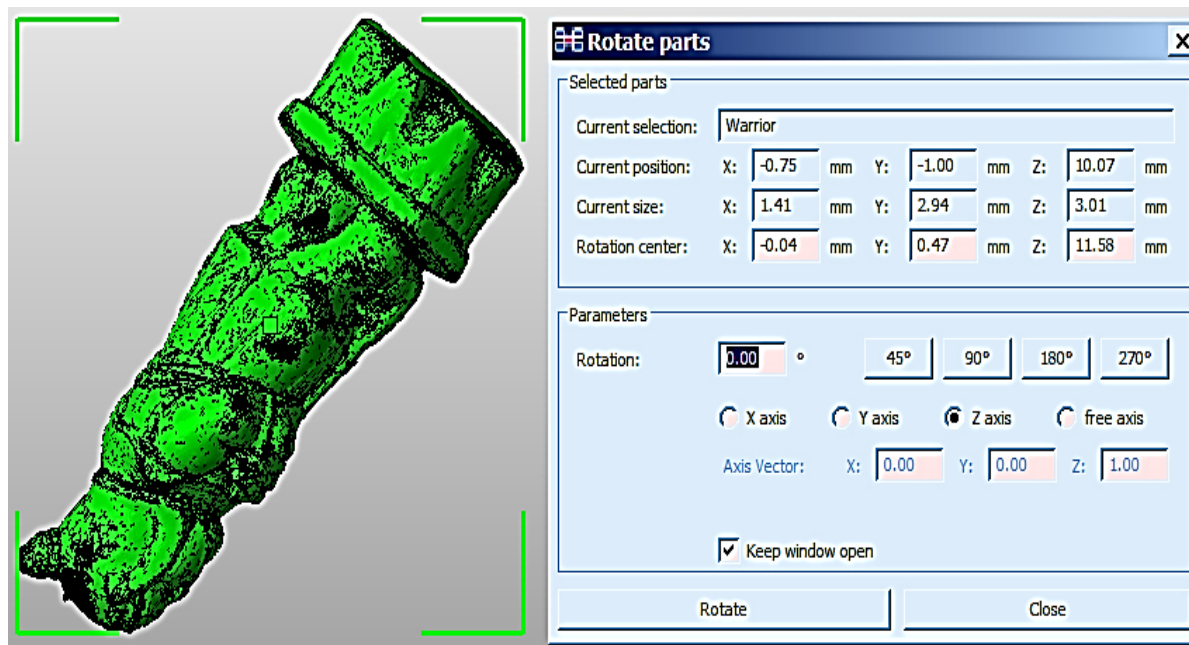 Rotate parts
Selected parts
Current selection: Warrior
Current position: X: -0.75 mm Y: -1.00 mm Z: 10.07 mm
Current size: X: 1.41 mm Y: 2.94 mm Z: 3.01 mm
Rotation center: X: -0.04 mm Y: 0.47 mm Z: 11.58 mm
Parameters
Rotation: 0.00 ° 45° 90° 180° 270°
X axis Y axis Z axis free axis
Axis Vector: X: 0.00 Y: 0.00 Z: 1.00
Keep window open
Rotate Close